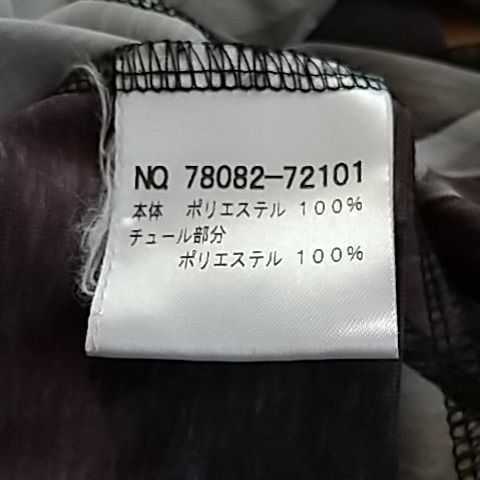 NO. 78082-72101
本体 ポリエステル 100%
チュール部分
ポリエステル 100%